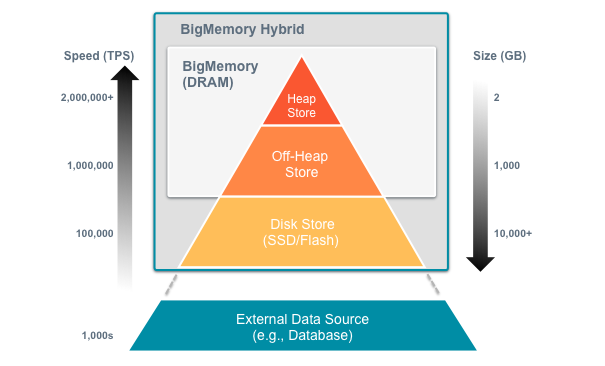 BigMemory Hybrid
Speed (TPS)
Size (GB)
BigMemory
(DRAM)
2,000,000+
Heap
Store
2
1,000,000
Off-Heap
Store
1,000
100,000
Disk Store
(SSD/Flash)
10,000+
External Data Source
(e.g., Database)
1,000s